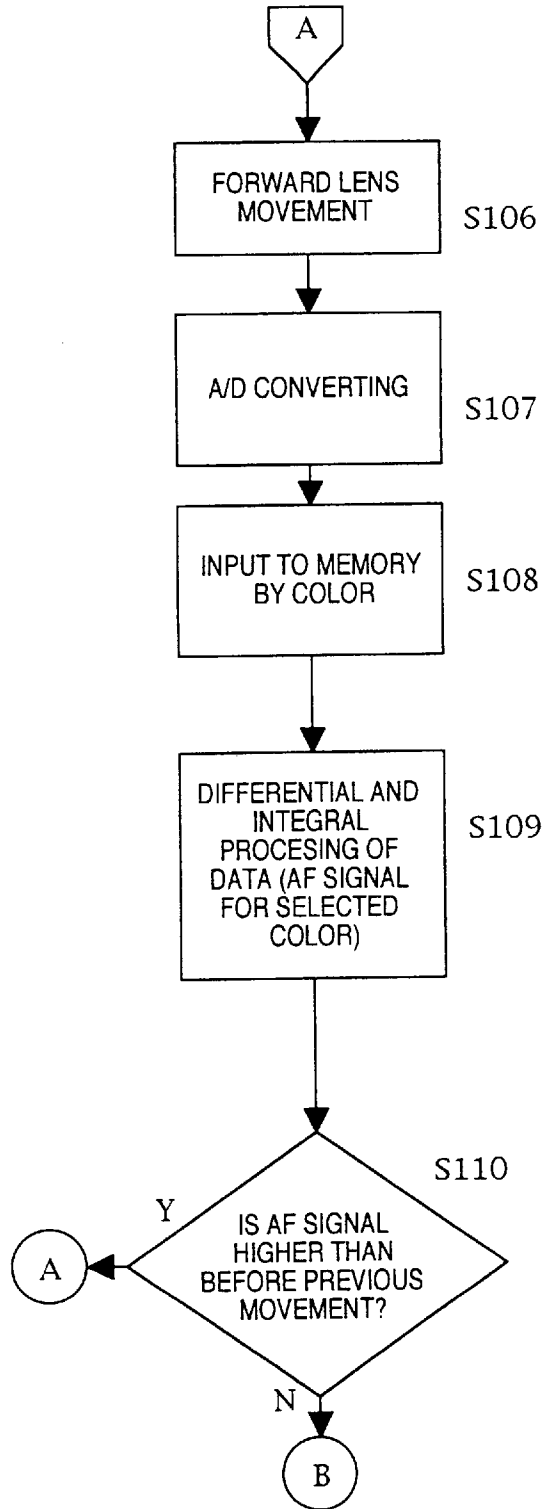 A
FORWARD LENS
MOVEMENT
S106
A/D CONVERTING
S107
INPUT TO MEMORY
BY COLOR
S108
DIFFERENTIAL AND
INTEGRAL
PROCESING OF
DATA (AF SIGNAL
FOR SELECTED
COLOR)
S109
S110
Y
IS AF SIGNAL
HIGHER THAN
BEFORE PREVIOUS
MOVEMENT?
A
N
B